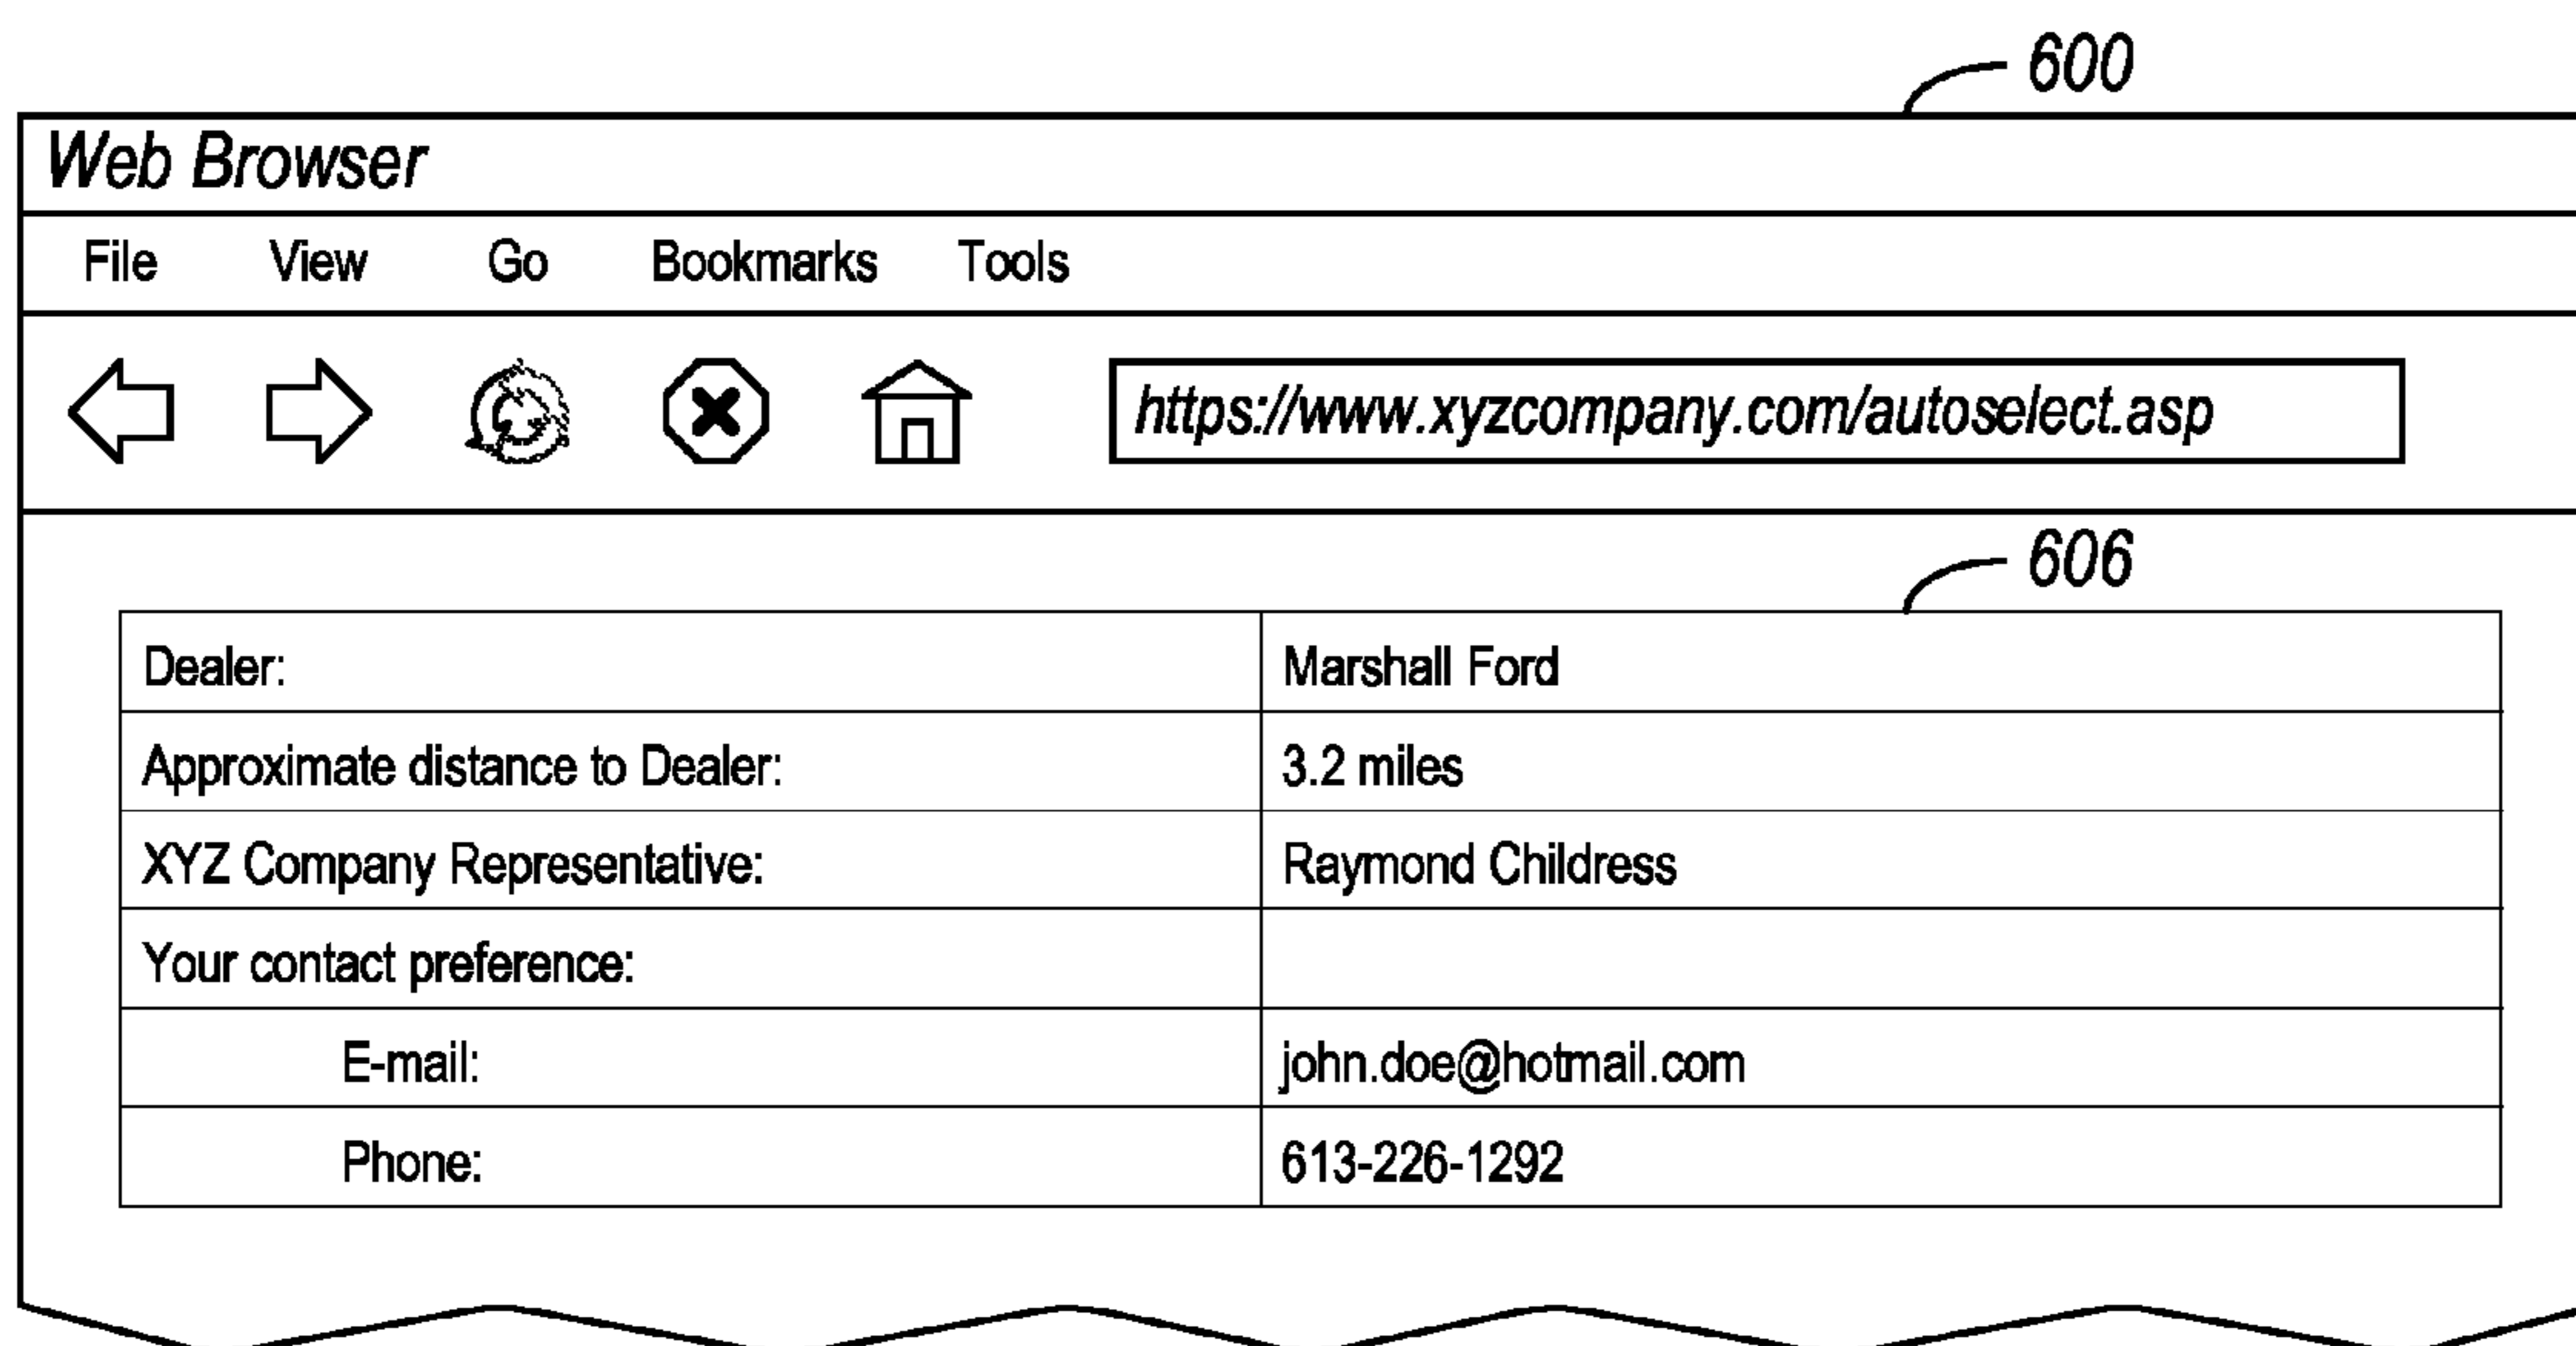 600
Web Browser
File View Go Bookmarks Tools
https://www.xyzcompany.com/autoselect.asp
606
Dealer: Marshall Ford
Approximate distance to Dealer: 3.2 miles
XYZ Company Representative: Raymond Childress
Your contact preference:
E-mail: john.doe@hotmail.com
Phone: 613-226-1292